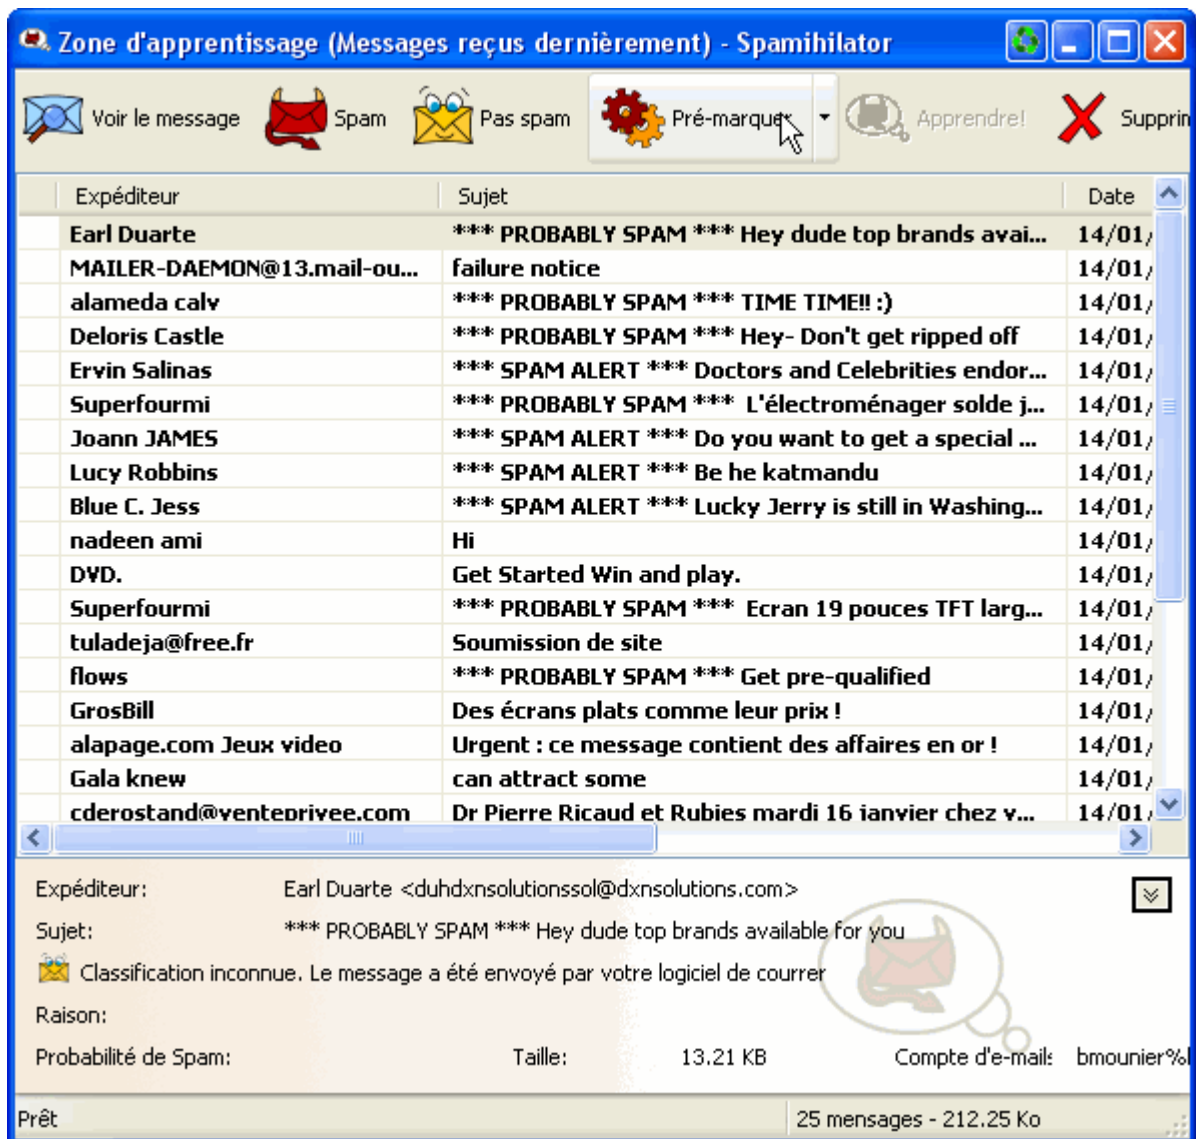 Zone d'apprentissage (Messages reçus dernièrement) - Spamihilator
Voir le message Spam Pas spam Pré-marquer Apprendre! Supprin
Expéditeur Sujet Date
Earl Duarte *** PROBABLY SPAM *** Hey dude top brands avai... 14/01/
MAILER-DAEMON@13.mail-ou... failure notice 14/01/
alameda calv *** PROBABLY SPAM *** TIME TIME!! :) 14/01/
Deloris Castle *** PROBABLY SPAM *** Hey- Don't get ripped off 14/01/
Ervin Salinas *** SPAM ALERT *** Doctors and Celebrities endor... 14/01/
Superfourmi *** PROBABLY SPAM *** L'électroménager solde j... 14/01/
Joann JAMES *** SPAM ALERT *** Do you want to get a special ... 14/01/
Lucy Robbins *** SPAM ALERT *** Be he katmandu 14/01/
Blue C. Jess *** SPAM ALERT *** Lucky Jerry is still in Washing... 14/01/
nadeen ami Hi 14/01/
DVD. Get Started Win and play. 14/01/
Superfourmi *** PROBABLY SPAM *** Ecran 19 pouces TFT larg... 14/01/
tuladeja@free.fr Soumission de site 14/01/
flows *** PROBABLY SPAM *** Get pre-qualified 14/01/
GrosBill Des écrans plats comme leur prix ! 14/01/
alapage.com Jeux video Urgent : ce message contient des affaires en or ! 14/01/
Gala knew can attract some 14/01/
cderostand@venteprivee.com Dr Pierre Ricaud et Rubies mardi 16 janvier chez v... 14/01/
Expéditeur: Earl Duarte <duhdxnsolutionssol@dxnsolutions.com>
Sujet: *** PROBABLY SPAM *** Hey dude top brands available for you
Classification inconnue. Le message a été envoyé par votre logiciel de courrer
Raison:
Probabilité de Spam: Taille: 13.21 KB Compte d'e-mails bmounier%l
Prêt 25 mensages - 212.25 Ko